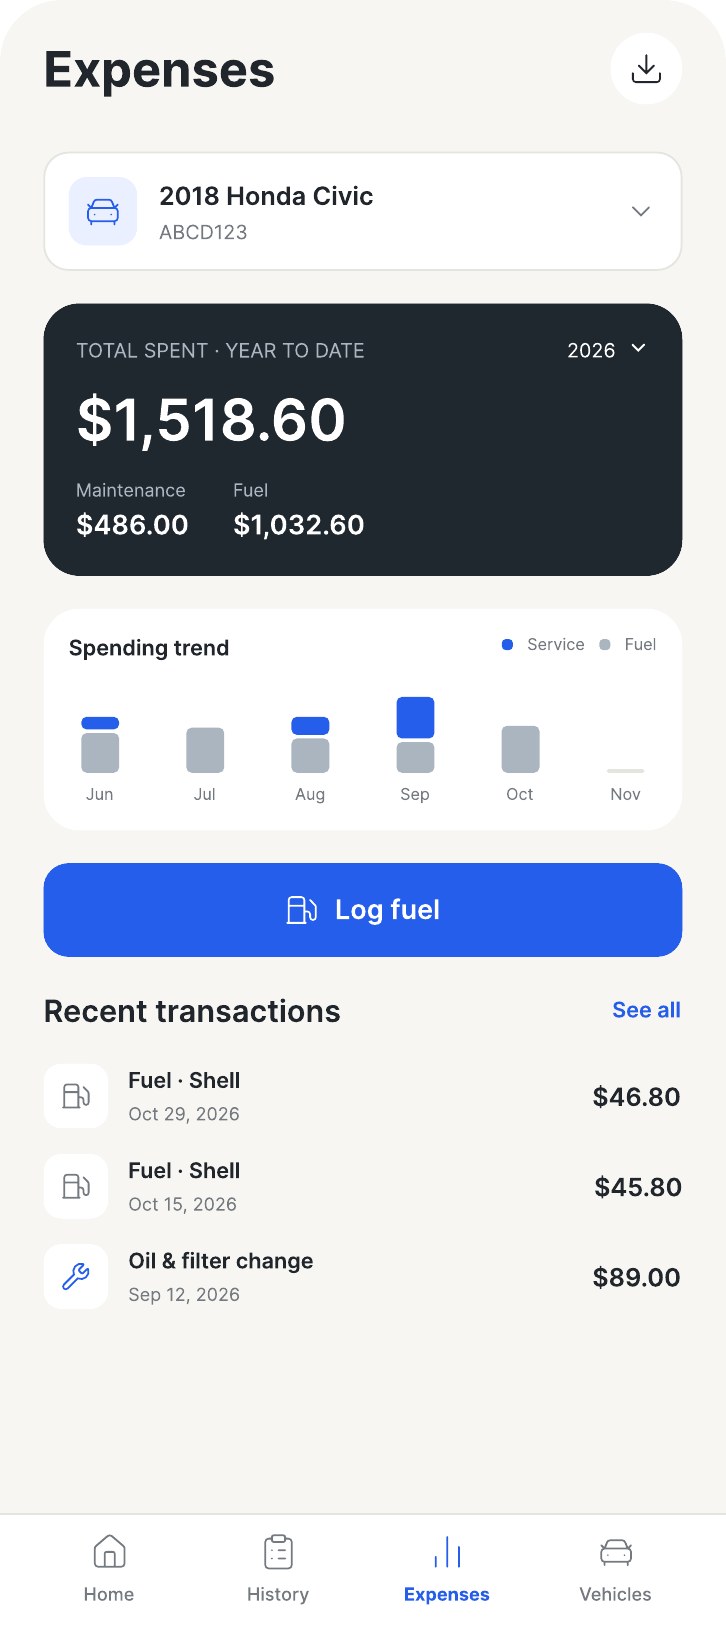 Expenses
2018 Honda Civic
ABCD123
TOTAL SPENT · YEAR TO DATE
2026
$1,518.60
Maintenance Fuel
$486.00 $1,032.60
Spending trend
Service Fuel
Jun Jul Aug Sep Oct Nov
Log fuel
Recent transactions
See all
Fuel · Shell
Oct 29, 2026
$46.80
Fuel · Shell
Oct 15, 2026
$45.80
Oil & filter change
Sep 12, 2026
$89.00
Home History Expenses Vehicles